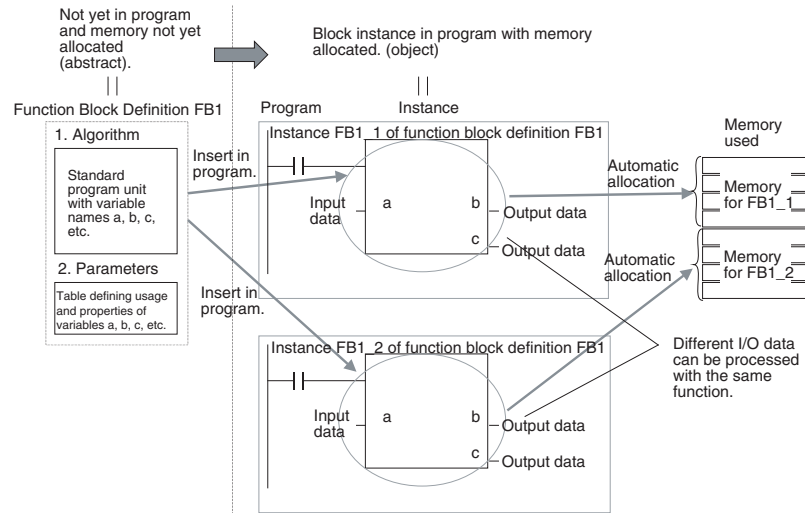 Not yet in program
and memory not yet
allocated
(abstract).
Block instance in program with memory
allocated. (object)
Function Block Definition FB1
Program
Instance
1. Algorithm
Standard
program unit
with variable
names a, b, c,
etc.
2. Parameters
Table defining usage
and properties of
variables a, b, c, etc.
Insert in
program.
Insert in
program.
Instance FB1_1 of function block definition FB1
Input
data
a
b
c
Output data
Output data
Instance FB1_2 of function block definition FB1
Input
data
a
b
c
Output data
Output data
Automatic
allocation
Automatic
allocation
Memory
used
Memory
for FB1_1
Memory
for FB1_2
Different I/O data
can be processed
with the same
function.